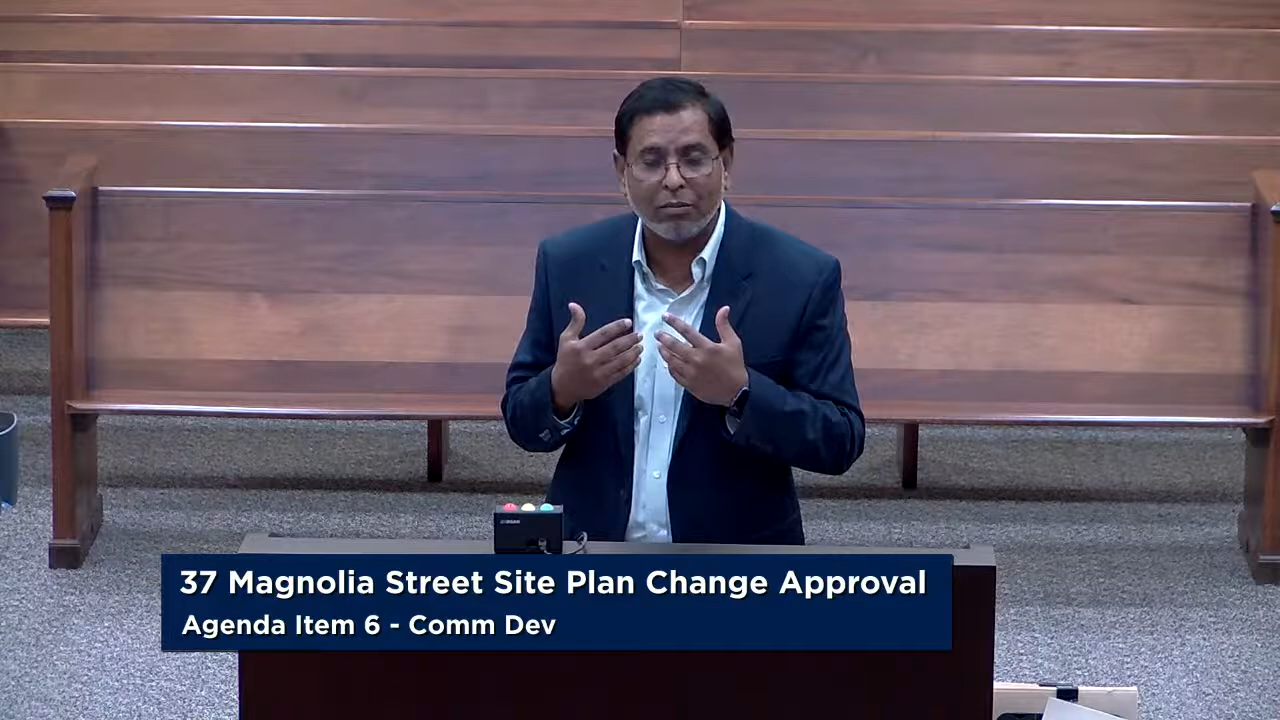 37 Magnolia Street Site Plan Change Approval
Agenda Item 6 - Comm Dev